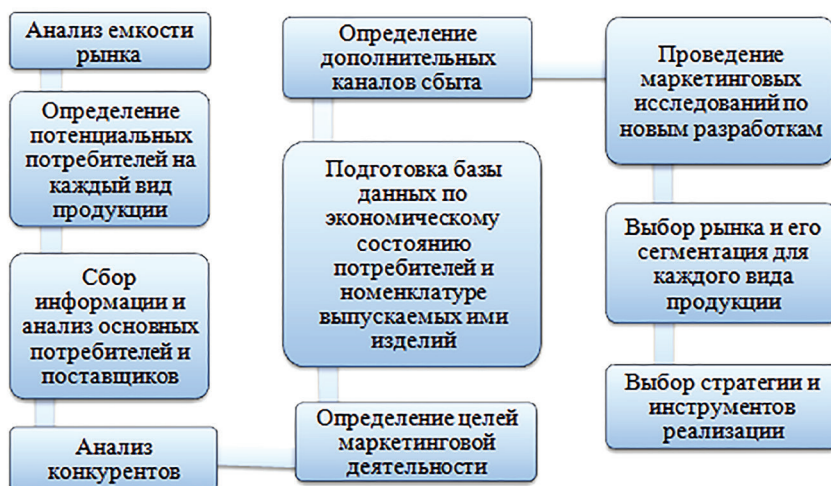 Анализ емкости
рынка
Определение
потенциальных
потребителей на
каждый вид
продукции
Сбор
информации и
анализ основных
потребителей и
поставщиков
Анализ
конкурентов
Определение целей
маркетинговой
деятельности
Подготовка базы
данных по
экономическому
состоянию
потребителей и
номенклатуре
выпускаемых ими
изделий
Определение
дополнительных
каналов сбыта
Проведение
маркетинговых
исследований по
новым разработкам
Выбор рынка и его
сегментация для
каждого вида
продукции
Выбор стратегии и
инструментов
реализации